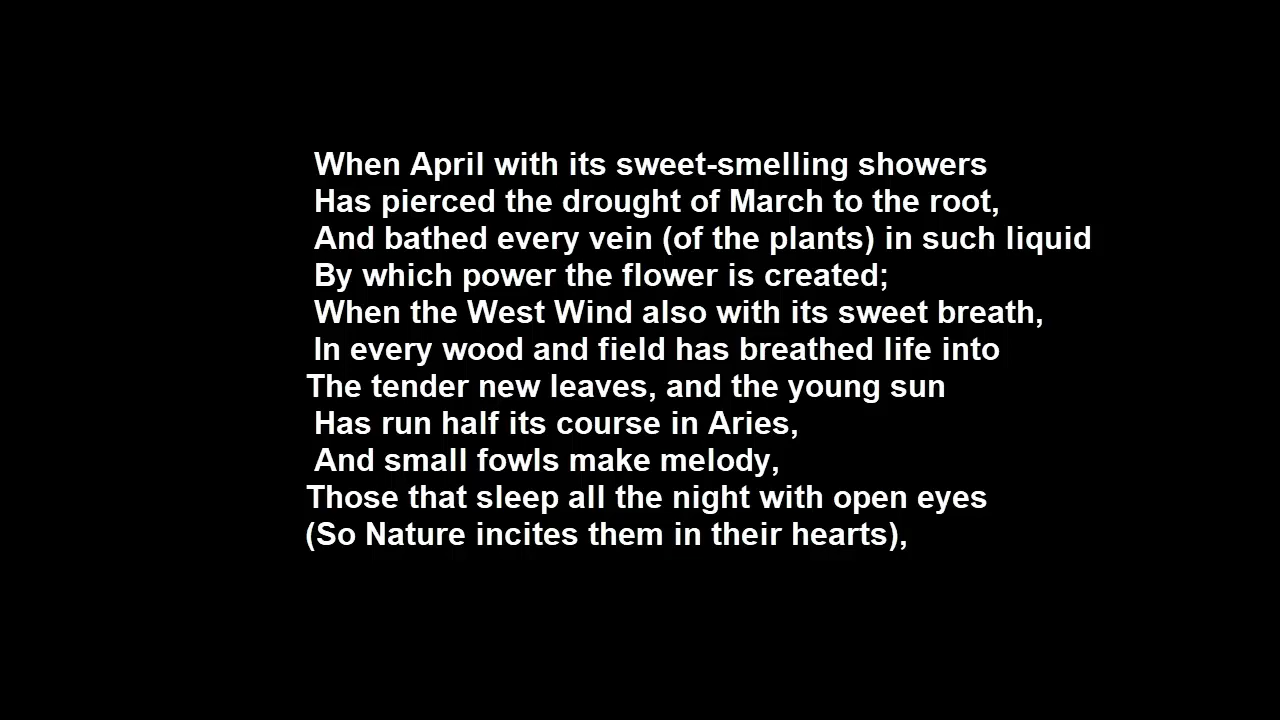 When April with its sweet-smelling showers
Has pierced the drought of March to the root,
And bathed every vein (of the plants) in such liquid
By which power the flower is created;
When the West Wind also with its sweet breath,
In every wood and field has breathed life into
The tender new leaves, and the young sun
Has run half its course in Aries,
And small fowls make melody,
Those that sleep all the night with open eyes
(So Nature incites them in their hearts),